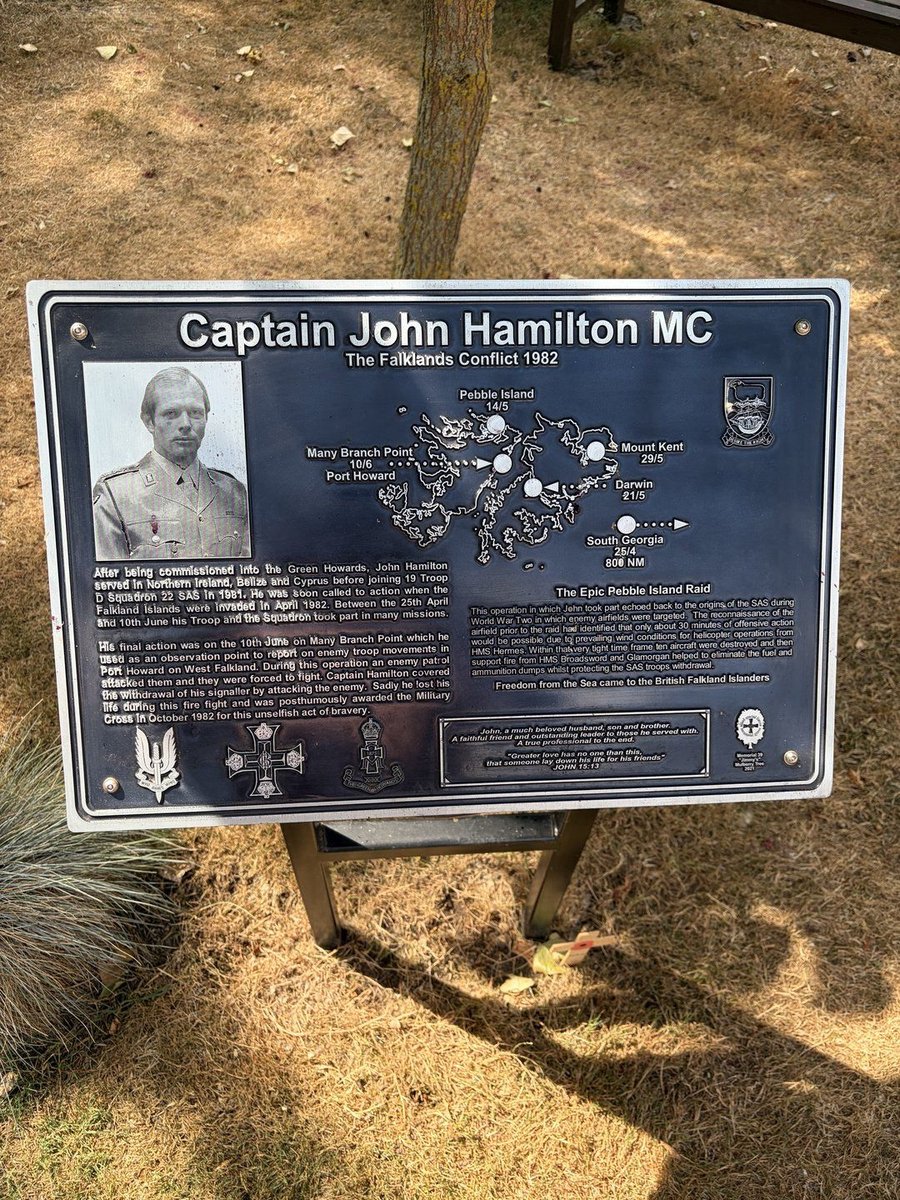 Captain John Hamilton MC
The Falklands Conflict 1982
Pebble Island
14/5
Many Branch Point
10/6
Port Howard
Mount Kent
29/5
Darwin
21/5
South Georgia
25/4
800 NM
After being commissioned into the Green Howards, John Hamilton
served in Northern Ireland, Belize and Cyprus before joining 19 Troop
D Squadron 22 SAS in 1981. He was soon called to action when the
Falkland Islands were invaded in April 1982. Between the 25th April
and 10th June his Troop and the Squadron took part in many missions.
His final action was on the 10th June on Many Branch Point which he
used as an observation point to report on enemy troop movements in
Port Howard on West Falkland. During this operation an enemy patrol
attacked them and they were forced to fight. Captain Hamilton covered
the withdrawal of his signaller by attacking the enemy. Sadly he lost his
life during this fire fight and was posthumously awarded the Military
Cross in October 1982 for this unselfish act of bravery.
The Epic Pebble Island Raid
This operation in which John took part echoed back to the origins of the SAS during
World War Two in which enemy airfields were targeted. The reconnaissance of the
airfield prior to the raid had identified that only about 30 minutes of offensive action
would be possible due to prevailing wind conditions for helicopter operations from
HMS Hermes. Within that very tight time frame ten aircraft were destroyed and then
support fire from HMS Broadsword and Glamorgan helped to eliminate the fuel and
ammunition dumps whilst protecting the SAS troops withdrawal.
Freedom from the Sea came to the British Falkland Islanders
John, a much beloved husband, son and brother.
A faithful friend and outstanding leader to those he served with.
A true professional to the end.
"Greater love has no one than this,
that someone lay down his life for his friends"
JOHN 15:13
Memorial 39
"Jimmy's"
Mulberry Tree
2021